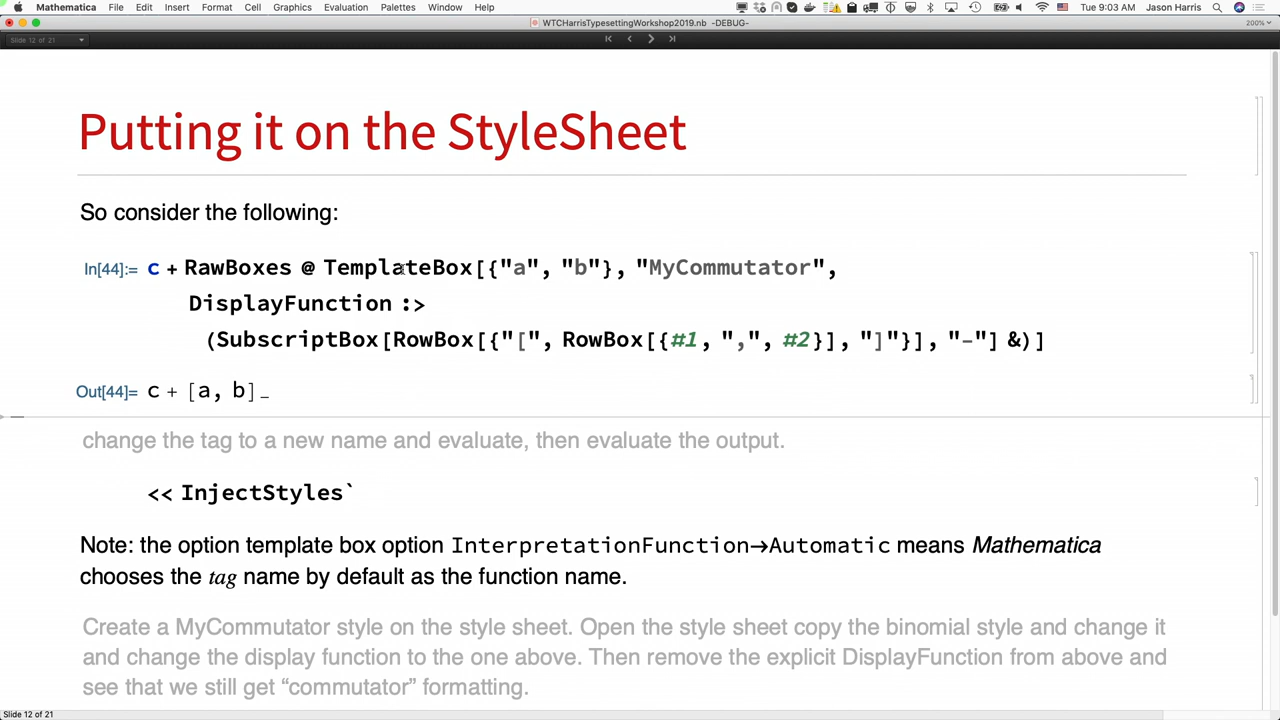 Mathematica File Edit Insert Format Cell Graphics Evaluation Palettes Window Help Tue 9:03 AM Jason Harris
WTCHarrisTypesettingWorkshop2019.nb -DEBUG- 200%
Slide 12 of 21
Putting it on the StyleSheet
So consider the following:
In[44]:= c + RawBoxes @ TemplateBox[{"a", "b"}, "MyCommutator",
DisplayFunction :>
(SubscriptBox[RowBox[{"[", RowBox[{#1, ",", #2}], "]"}], "-"] &)]
Out[44]= c + [a, b]_
change the tag to a new name and evaluate, then evaluate the output.
<< InjectStyles`
Note: the option template box option InterpretationFunction→Automatic means Mathematica
chooses the tag name by default as the function name.
Create a MyCommutator style on the style sheet. Open the style sheet copy the binomial style and change it
and change the display function to the one above. Then remove the explicit DisplayFunction from above and
see that we still get “commutator” formatting.
Slide 12 of 21